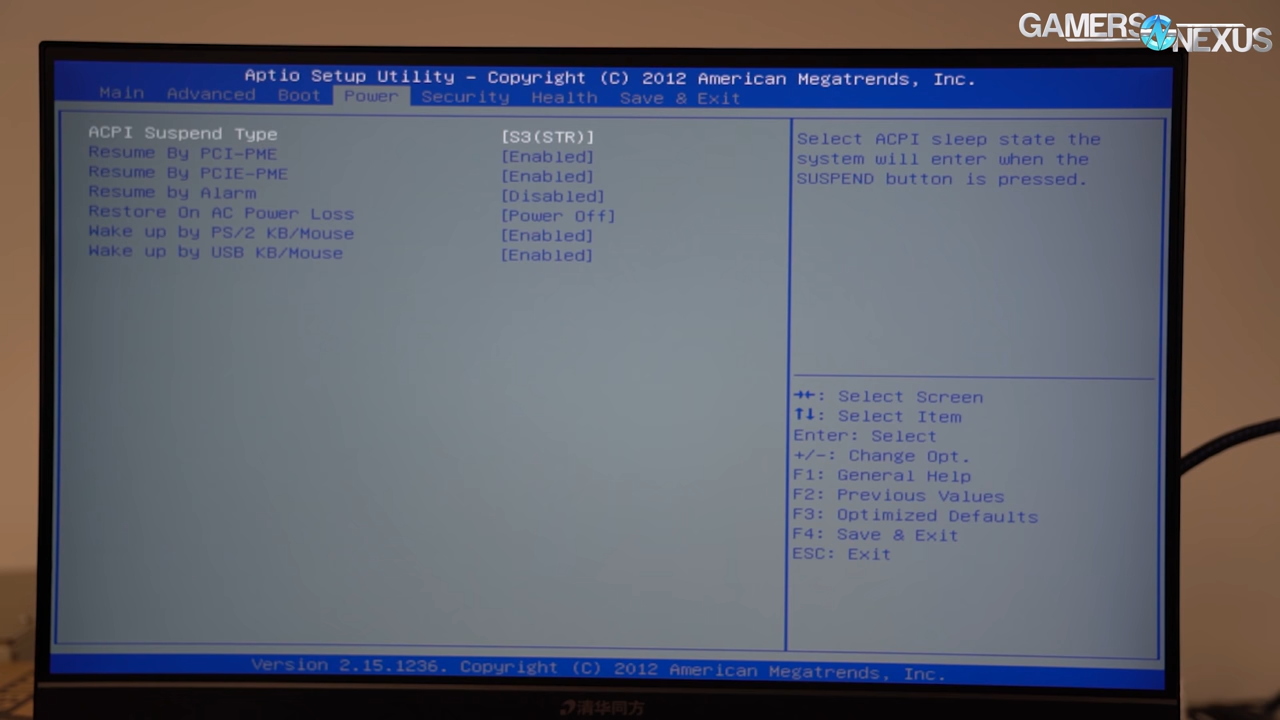 GAMERS NEXUS
Aptio Setup Utility – Copyright (C) 2012 American Megatrends, Inc.
Main Advanced Boot Power Security Health Save & Exit
ACPI Suspend Type [S3(STR)]
Resume By PCI-PME [Enabled]
Resume By PCIE-PME [Enabled]
Resume by Alarm [Disabled]
Restore On AC Power Loss [Power Off]
Wake up by PS/2 KB/Mouse [Enabled]
Wake up by USB KB/Mouse [Enabled]
Select ACPI sleep state the
system will enter when the
SUSPEND button is pressed.
→←: Select Screen
↑↓: Select Item
Enter: Select
+/-: Change Opt.
F1: General Help
F2: Previous Values
F3: Optimized Defaults
F4: Save & Exit
ESC: Exit
Version 2.15.1236. Copyright (C) 2012 American Megatrends, Inc.
清华同方